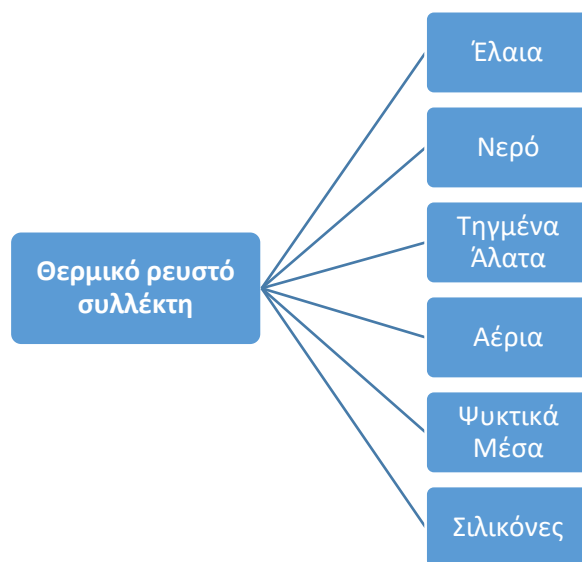 Θερμικό ρευστό
συλλέκτη
Έλαια
Νερό
Τηγμένα
Άλατα
Αέρια
Ψυκτικά
Μέσα
Σιλικόνες